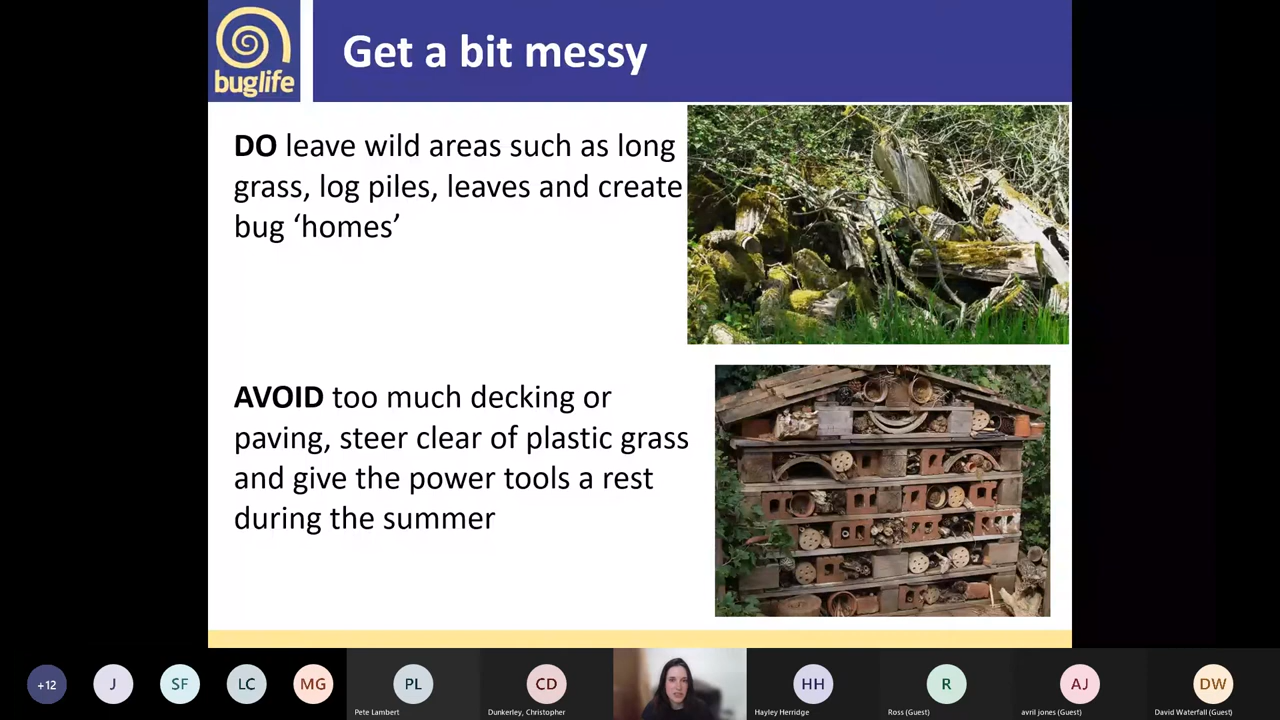 buglife
Get a bit messy
DO leave wild areas such as long
grass, log piles, leaves and create
bug ‘homes’
AVOID too much decking or
paving, steer clear of plastic grass
and give the power tools a rest
during the summer
+12
J
SF
LC
MG
PL
Pete Lambert
CD
Dunkerley, Christopher
HH
Hayley Herridge
R
Ross (Guest)
AJ
avril jones (Guest)
DW
David Waterfall (Guest)